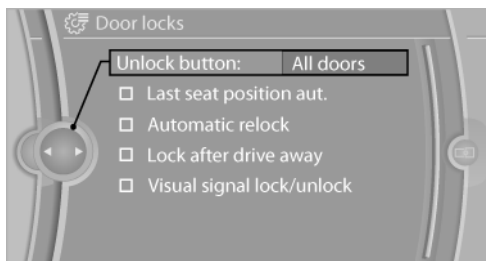 Door locks
Unlock button: All doors
Last seat position aut.
Automatic relock
Lock after drive away
Visual signal lock/unlock